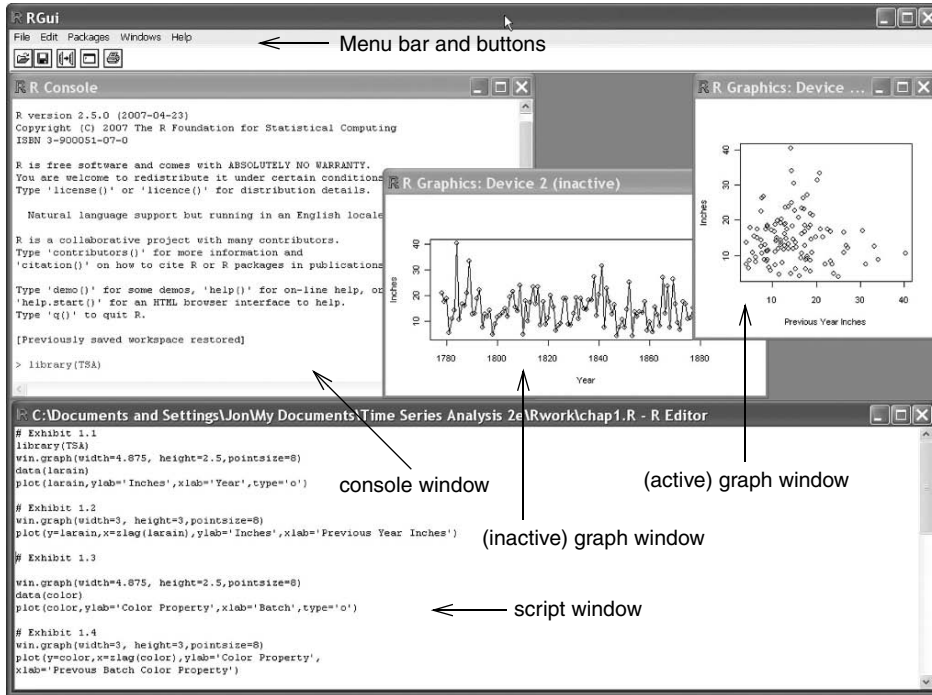 RGui
File Edit Packages Windows Help
Menu bar and buttons
R Console
R version 2.5.0 (2007-04-23)
Copyright (C) 2007 The R Foundation for Statistical Computing
ISBN 3-900051-07-0
R is free software and comes with ABSOLUTELY NO WARRANTY.
You are welcome to redistribute it under certain conditions
Type 'license()' or 'licence()' for distribution details.
Natural language support but running in an English locale
R is a collaborative project with many contributors.
Type 'contributors()' for more information and
'citation()' on how to cite R or R packages in publications
Type 'demo()' for some demos, 'help()' for on-line help, or
'help.start()' for an HTML browser interface to help.
Type 'q()' to quit R.
[Previously saved workspace restored]
> library(TSA)
R Graphics: Device 2 (inactive)
Inches
40
30
20
10
1780 1800 1820 1840 1860 1880
Year
R Graphics: Device ...
Inches
40
30
20
10
10 20 30 40
Previous Year Inches
console window
(inactive) graph window
(active) graph window
C:\Documents and Settings\Jon\My Documents\Time Series Analysis 2e\Rwork\chap1.R - R Editor
# Exhibit 1.1
library(TSA)
win.graph(width=4.875, height=2.5,pointsize=8)
data(larain)
plot(larain,ylab='Inches',xlab='Year',type='o')
# Exhibit 1.2
win.graph(width=3, height=3,pointsize=8)
plot(y=larain,x=zlag(larain),ylab='Inches',xlab='Previous Year Inches')
# Exhibit 1.3
win.graph(width=4.875, height=2.5,pointsize=8)
data(color)
plot(color,ylab='Color Property',xlab='Batch',type='o')
script window
# Exhibit 1.4
win.graph(width=3, height=3,pointsize=8)
plot(y=color,x=zlag(color),ylab='Color Property',
xlab='Prevous Batch Color Property')